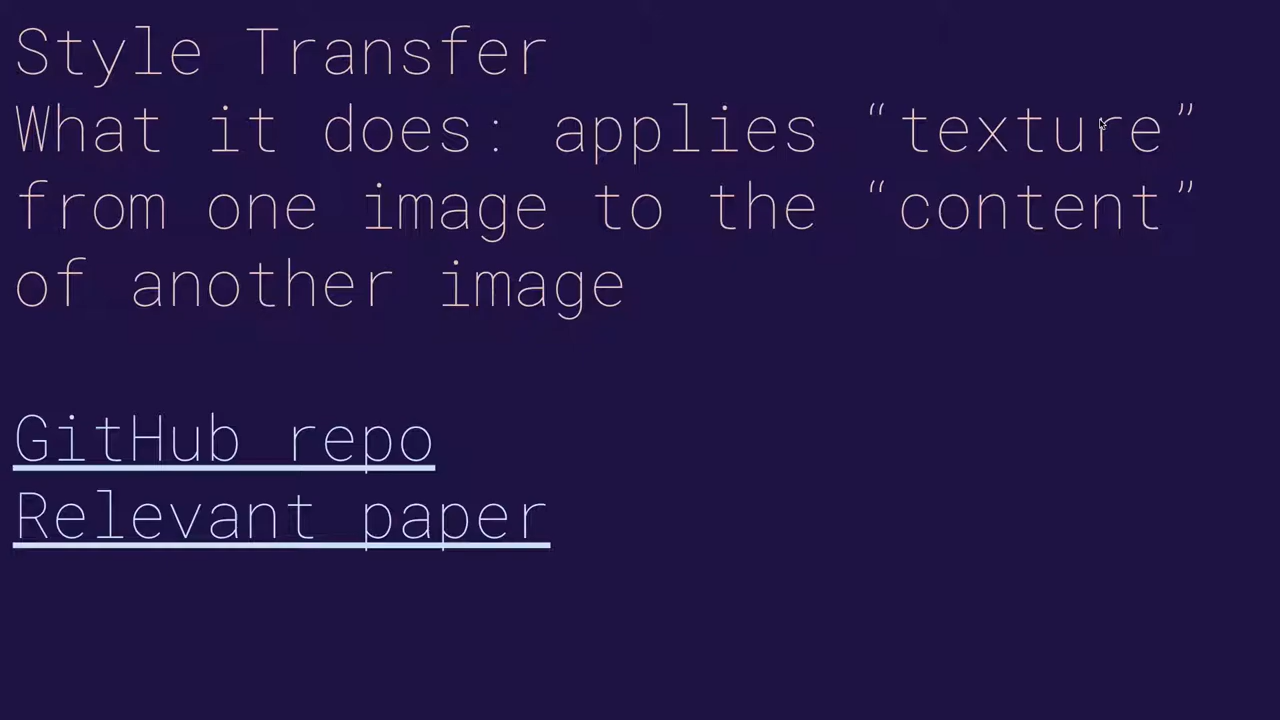 Style Transfer
What it does: applies “texture”
from one image to the “content”
of another image
GitHub repo
Relevant paper